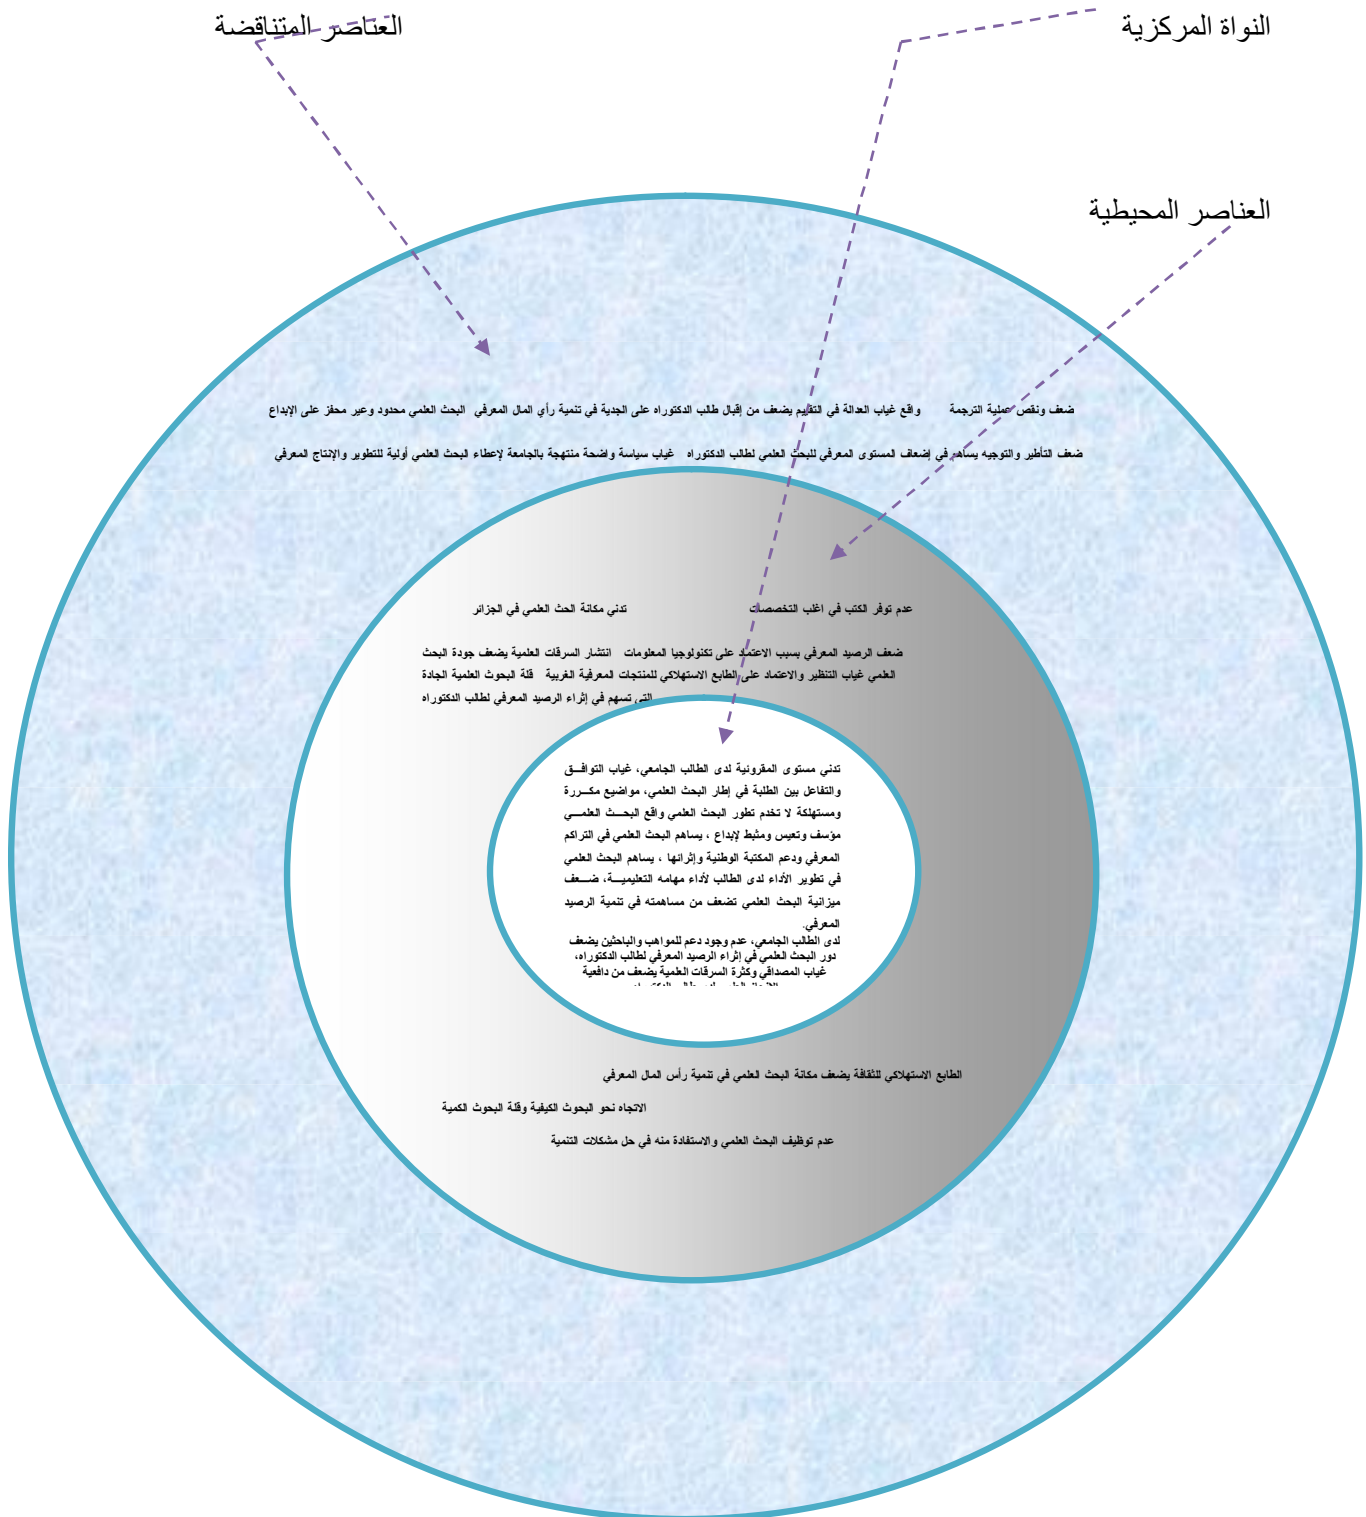 النواة المركزية
العناصر المتناقضة
العناصر المحيطية
ضعف ونقص عملية الترجمة واقع غياب العدالة في التقييم يضعف من إقبال طالب الدكتوراه على الجدية في تنمية رأي المال المعرفي البحث العلمي محدود وعير محفز على الإبداع
ضعف التأطير والتوجيه يساهم في إضعاف المستوى المعرفي للبحث العلمي لطالب الدكتوراه غياب سياسة واضحة منتهجة بالجامعة لإعطاء البحث العلمي أولية للتطوير والإنتاج المعرفي
عدم توفر الكتب في اغلب التخصصات تدني مكانة الحث العلمي في الجزائر
ضعف الرصيد المعرفي بسبب الاعتماد على تكنولوجيا المعلومات انتشار السرقات العلمية يضعف جودة البحث
العلمي غياب التنظير والاعتماد على الطابع الاستهلاكي للمنتجات المعرفية الغربية قلة البحوث العلمية الجادة
التي تسهم في إثراء الرصيد المعرفي لطالب الدكتوراه
تدني مستوى المقروئية لدى الطالب الجامعي، غياب التوافـــق
والتفاعل بين الطلبة في إطار البحث العلمي، مواضيع مكـــررة
ومستهلكة لا تخدم تطور البحث العلمي واقع البحـــث العلمـــي
مؤسف وتعيس ومثبط لإبداع ، يساهم البحث العلمي في التراكم
المعرفي ودعم المكتبة الوطنية وإثرائها ، يساهم البحث العلمي
في تطوير الأداء لدى الطالب لأداء مهامه التعليميـــة، ضـــعف
ميزانية البحث العلمي تضعف من مساهمته في تنمية الرصيد
المعرفي.
لدى الطالب الجامعي، عدم وجود دعم للمواهب والباحثين يضعف
دور البحث العلمي في إثراء الرصيد المعرفي لطالب الدكتوراه،
غياب المصداقي وكثرة السرقات العلمية يضعف من دافعية
الطابع الاستهلاكي للثقافة يضعف مكانة البحث العلمي في تنمية رأس المال المعرفي
الاتجاه نحو البحوث الكيفية وقلة البحوث الكمية
عدم توظيف البحث العلمي والاستفادة منه في حل مشكلات التنمية